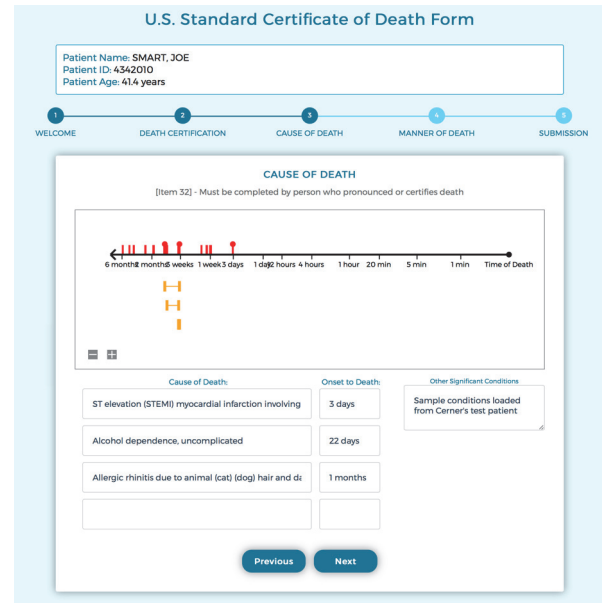 U.S. Standard Certificate of Death Form
Patient Name: SMART, JOE
Patient ID: 4342010
Patient Age: 41.4 years
1 2 3 4 5
WELCOME DEATH CERTIFICATION CAUSE OF DEATH MANNER OF DEATH SUBMISSION
CAUSE OF DEATH
[Item 32] - Must be completed by person who pronounced or certifies death
6 months 2 months 3 weeks 1 week 3 days 1 day 12 hours 4 hours 1 hour 20 min 5 min 1 min Time of Death
Cause of Death: Onset to Death: Other Significant Conditions
ST elevation (STEMI) myocardial infarction involving 3 days
Sample conditions loaded
from Cerner's test patient
Alcohol dependence, uncomplicated 22 days
Allergic rhinitis due to animal (cat) (dog) hair and da 1 months
Previous Next